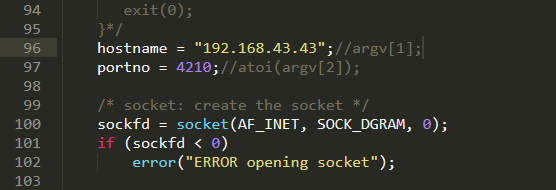 94 exit(0);
95 }*/
96 hostname = "192.168.43.43";//argv[1];
97 portno = 4210;//atoi(argv[2]);
98
99 /* socket: create the socket */
100 sockfd = socket(AF_INET, SOCK_DGRAM, 0);
101 if (sockfd < 0)
102 error("ERROR opening socket");
103